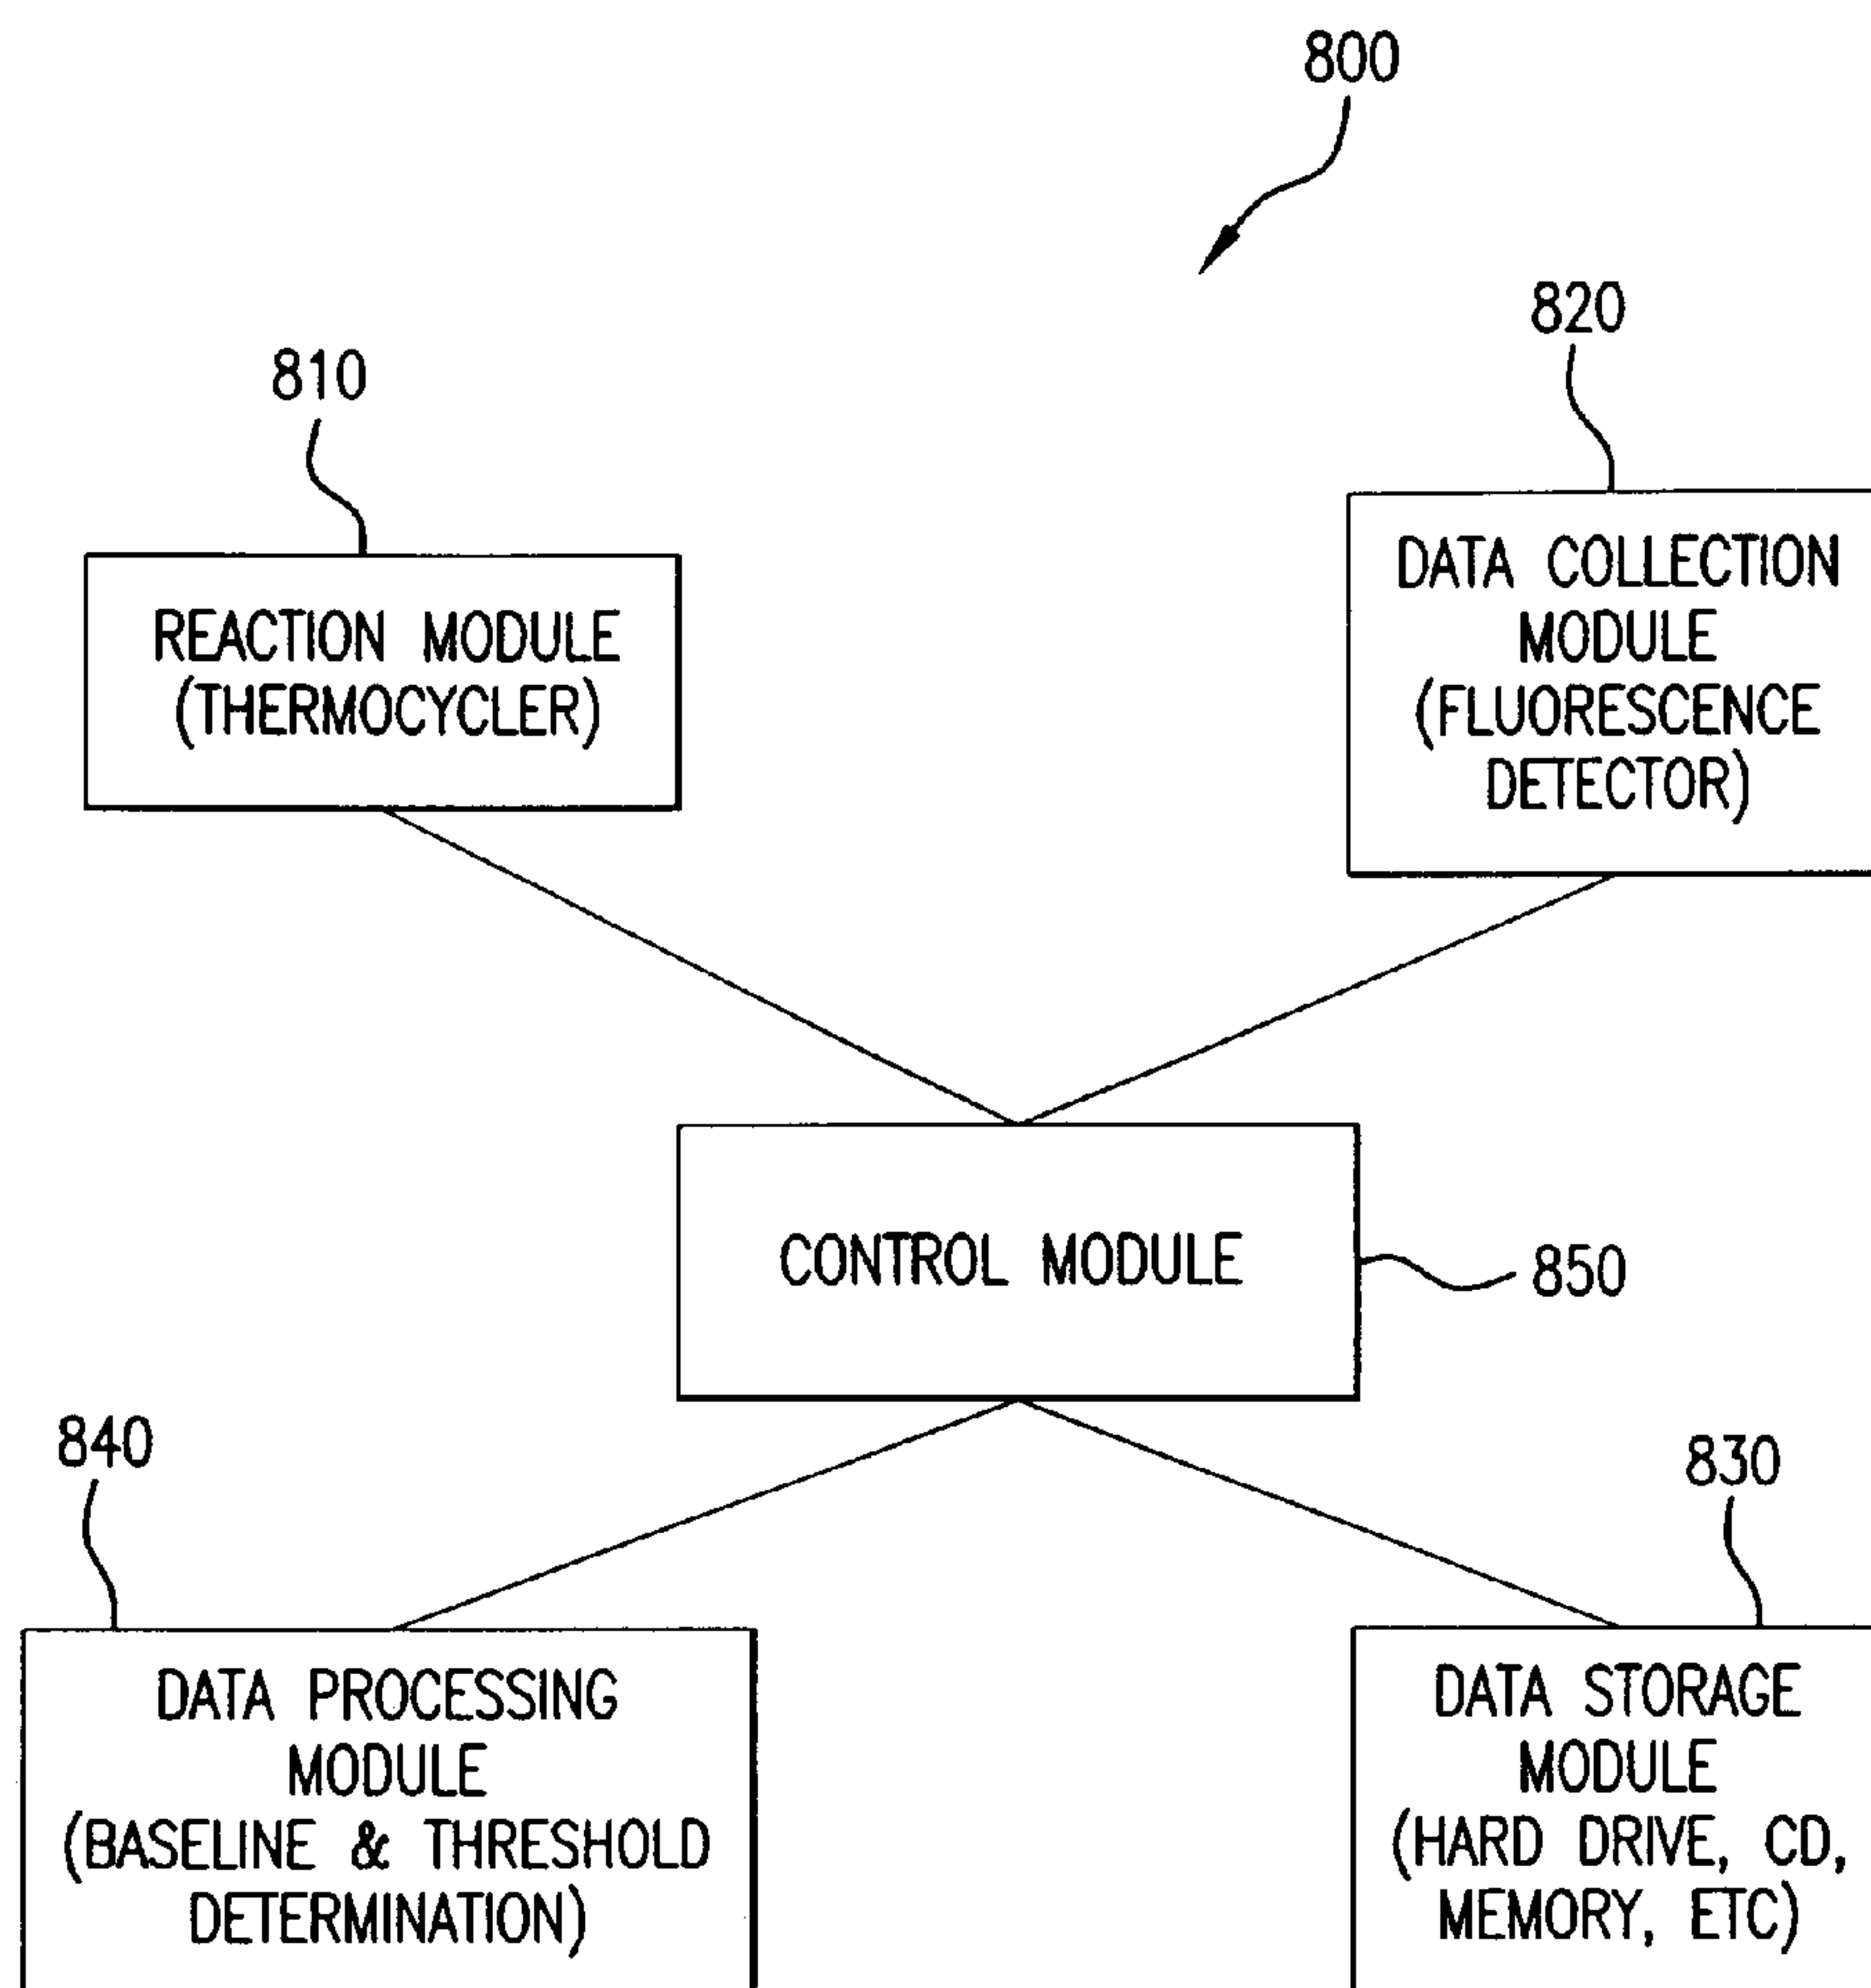 800
820
810
DATA COLLECTION
MODULE
(FLUORESCENCE
DETECTOR)
REACTION MODULE
(THERMOCYCLER)
CONTROL MODULE
850
840
830
DATA PROCESSING
MODULE
(BASELINE & THRESHOLD
DETERMINATION)
DATA STORAGE
MODULE
(HARD DRIVE, CD,
MEMORY, ETC)